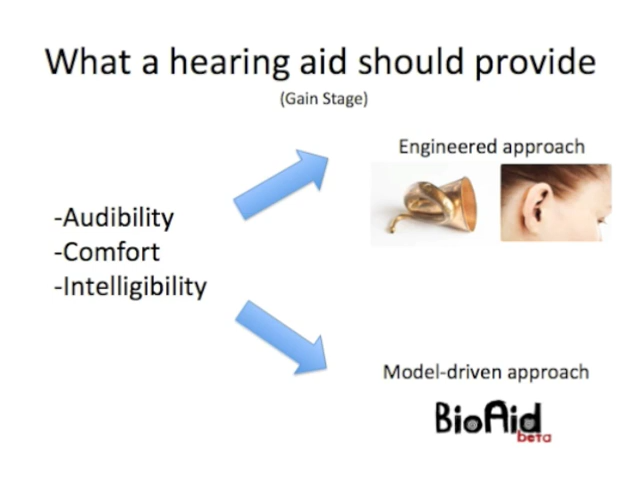 What a hearing aid should provide
(Gain Stage)
Engineered approach
-Audibility
-Comfort
-Intelligibility
Model-driven approach
BioAid
beta